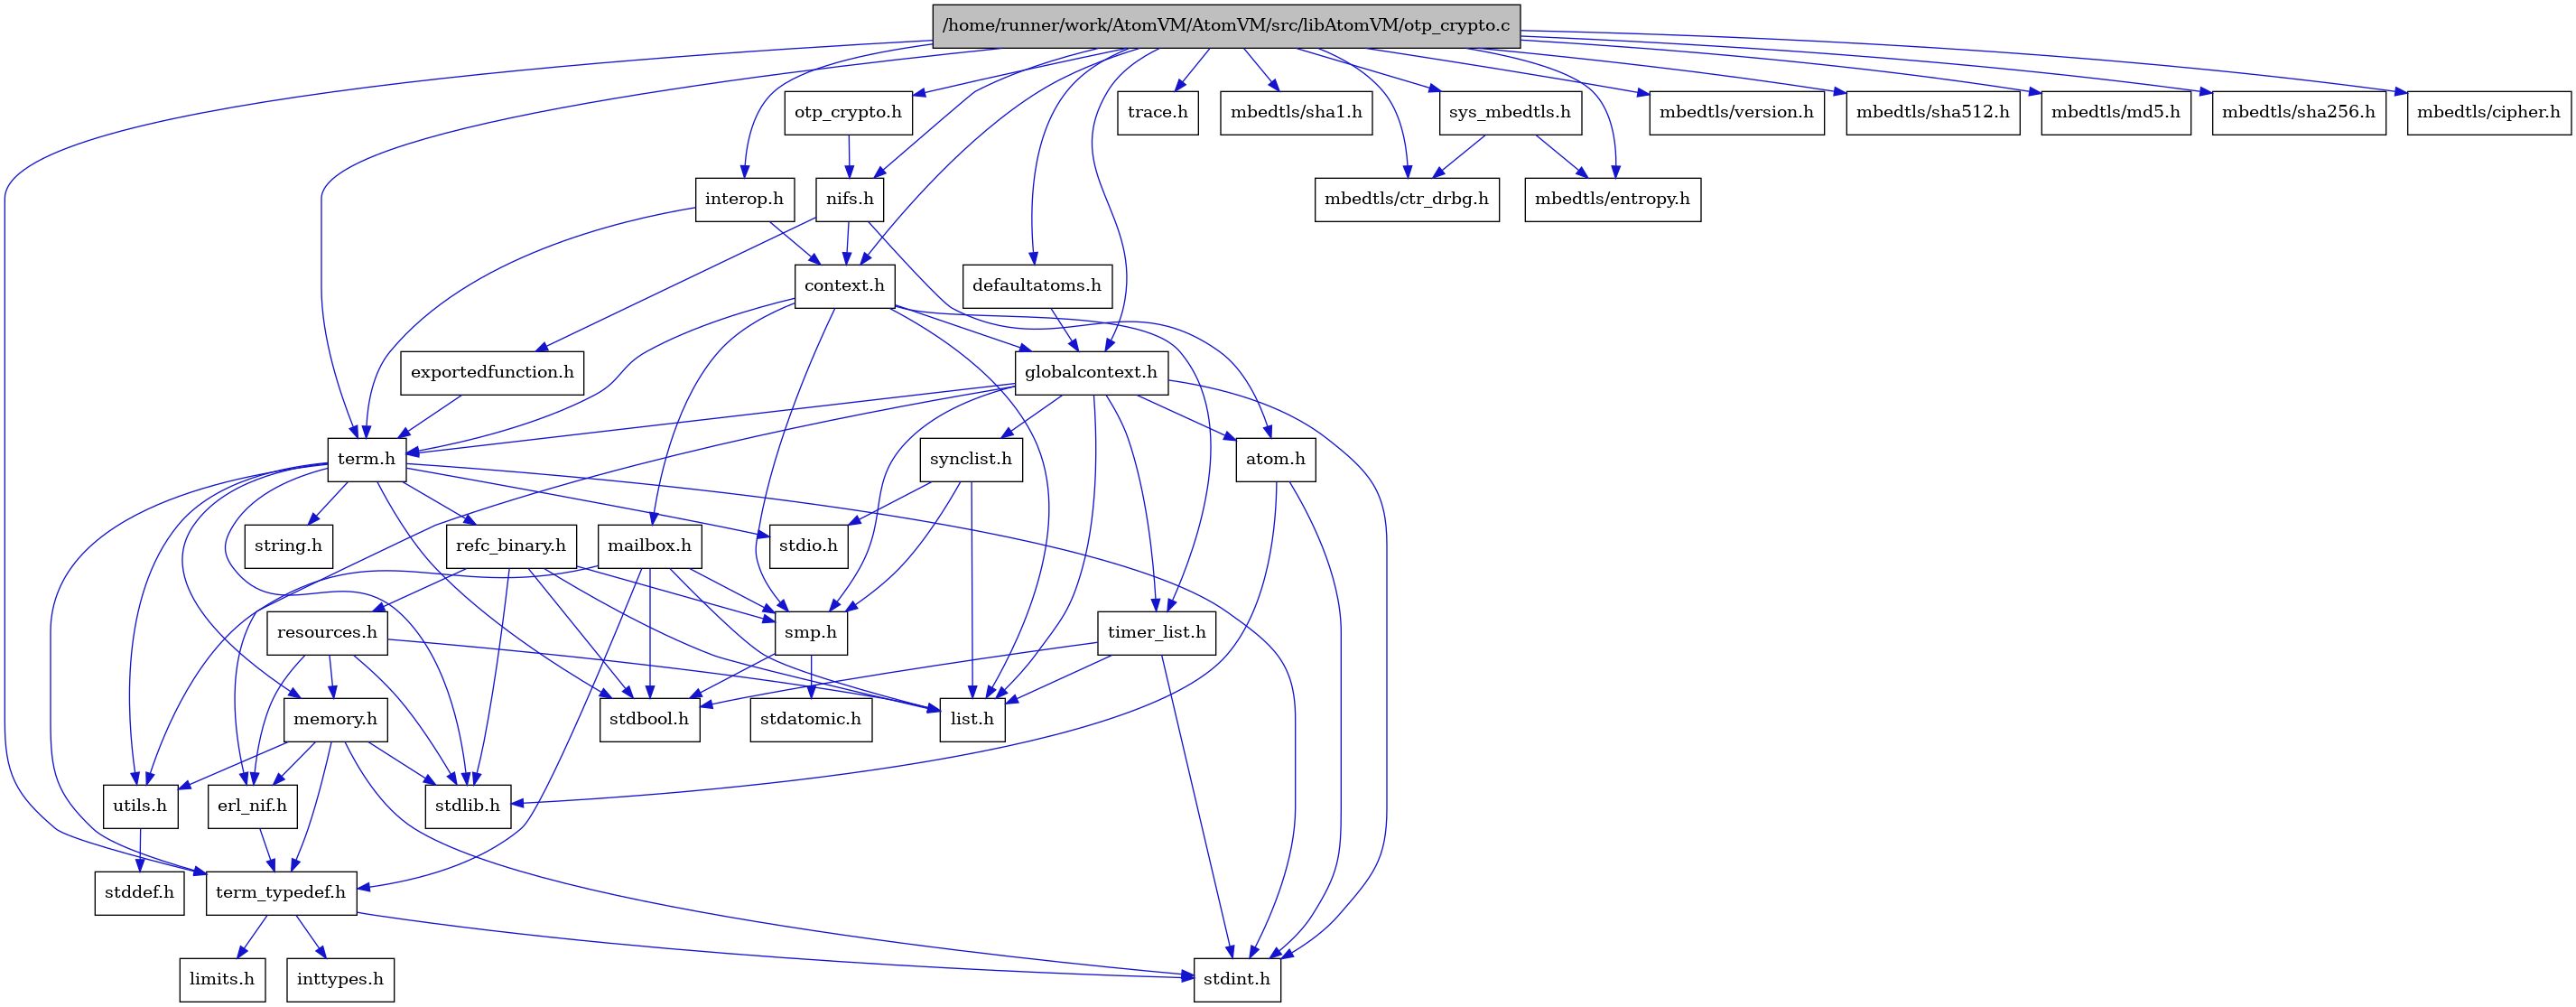 /home/runner/work/AtomVM/AtomVM/src/libAtomVM/otp_crypto.c
otp_crypto.h
trace.h
mbedtls/sha1.h
sys_mbedtls.h
mbedtls/version.h
mbedtls/sha512.h
mbedtls/md5.h
mbedtls/sha256.h
mbedtls/cipher.h
interop.h
nifs.h
mbedtls/ctr_drbg.h
mbedtls/entropy.h
context.h
defaultatoms.h
exportedfunction.h
globalcontext.h
term.h
synclist.h
atom.h
string.h
refc_binary.h
mailbox.h
stdio.h
resources.h
smp.h
timer_list.h
memory.h
stdbool.h
stdatomic.h
list.h
utils.h
erl_nif.h
stdlib.h
stddef.h
term_typedef.h
limits.h
inttypes.h
stdint.h